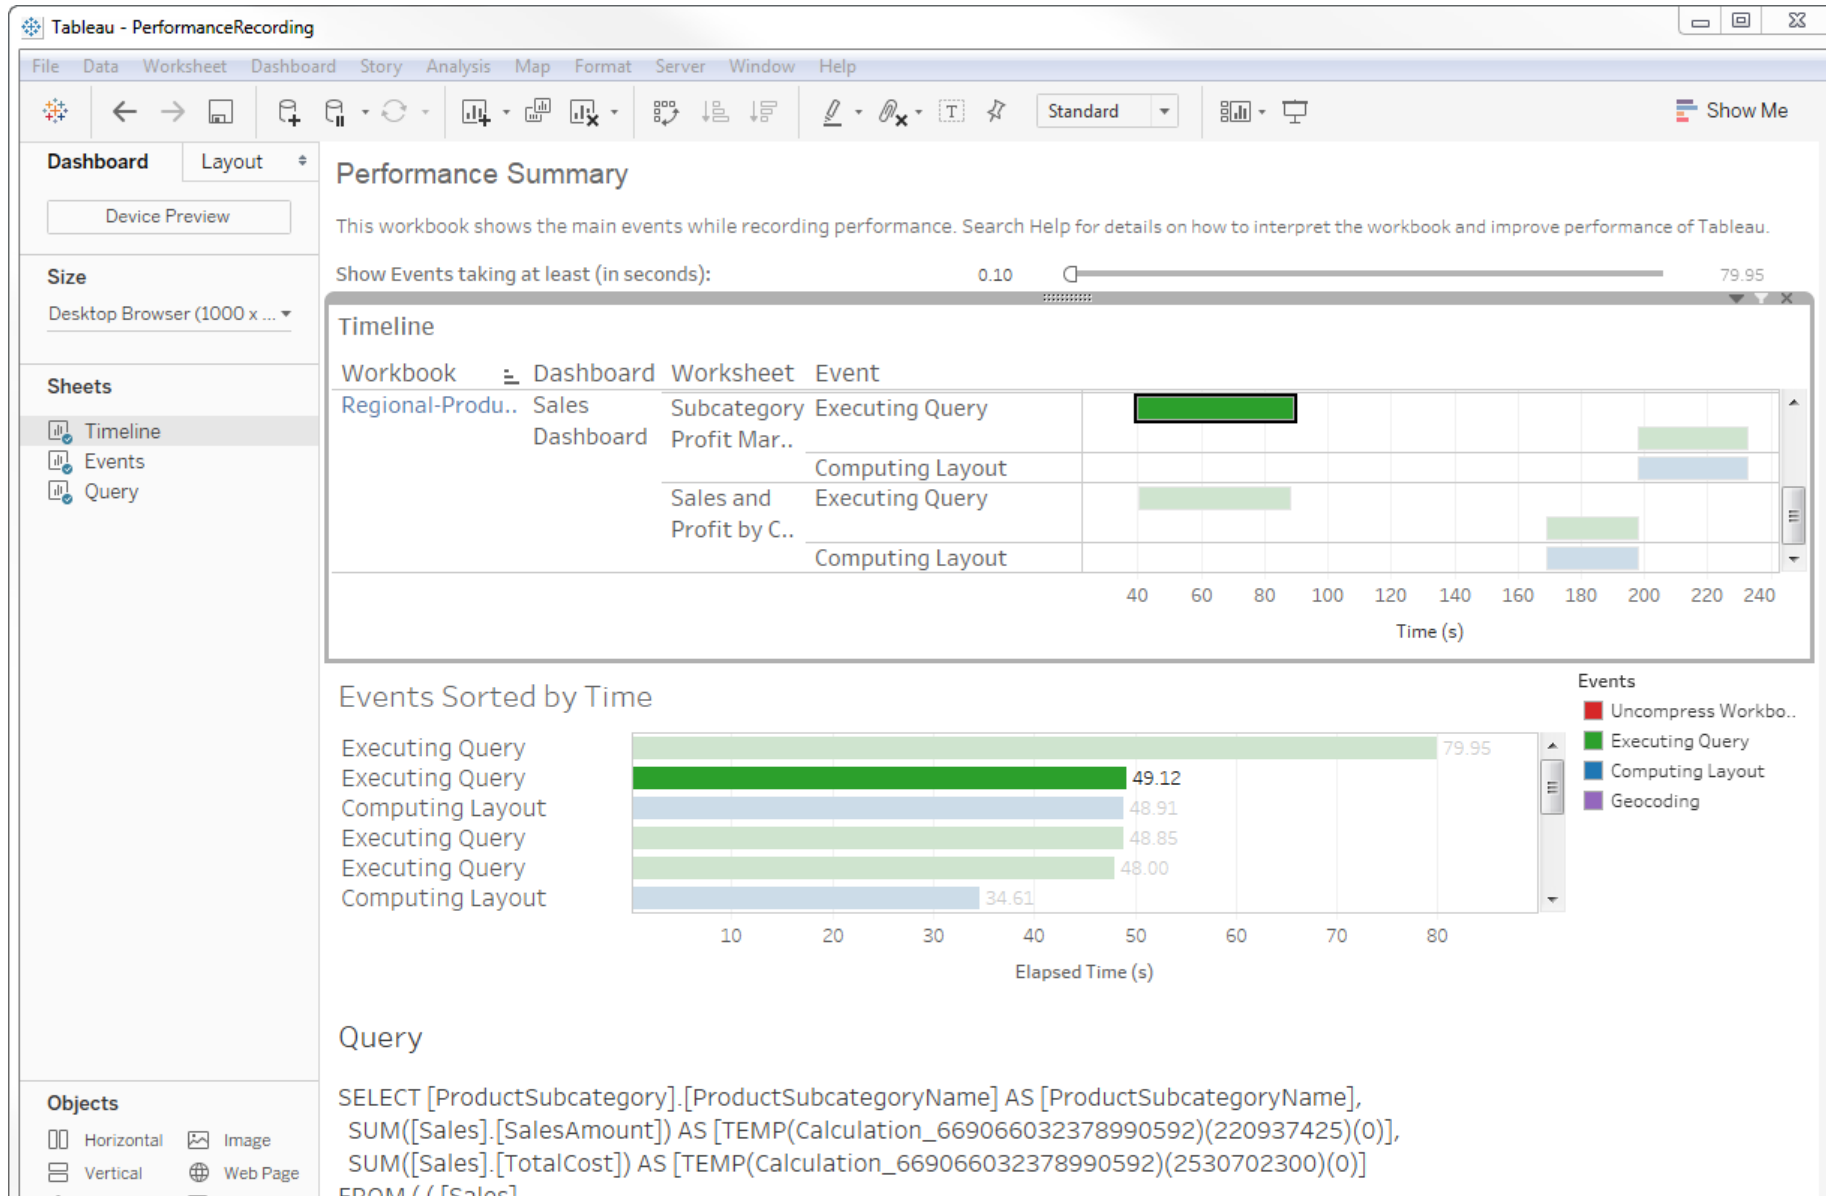 Tableau - PerformanceRecording
File Data Worksheet Dashboard Story Analysis Map Format Server Window Help
Standard
Show Me
Dashboard Layout
Device Preview
Size
Desktop Browser (1000 x ...
Sheets
Timeline
Events
Query
Objects
Horizontal Image
Vertical Web Page
Performance Summary
This workbook shows the main events while recording performance. Search Help for details on how to interpret the workbook and improve performance of Tableau.
Show Events taking at least (in seconds): 0.10 79.95
Timeline
Workbook Dashboard Worksheet Event
Regional-Produ.. Sales Dashboard Subcategory Profit Mar.. Executing Query
Computing Layout
Sales and Profit by C.. Executing Query
Computing Layout
40 60 80 100 120 140 160 180 200 220 240
Time (s)
Events Sorted by Time
Executing Query 79.95
Executing Query 49.12
Computing Layout 48.91
Executing Query 48.85
Executing Query 48.00
Computing Layout 34.61
10 20 30 40 50 60 70 80
Elapsed Time (s)
Events
Uncompress Workbo..
Executing Query
Computing Layout
Geocoding
Query
SELECT [ProductSubcategory].[ProductSubcategoryName] AS [ProductSubcategoryName],
SUM([Sales].[SalesAmount]) AS [TEMP(Calculation_669066032378990592)(220937425)(0)],
SUM([Sales].[TotalCost]) AS [TEMP(Calculation_669066032378990592)(2530702300)(0)]
FROM ( ( [Sales]